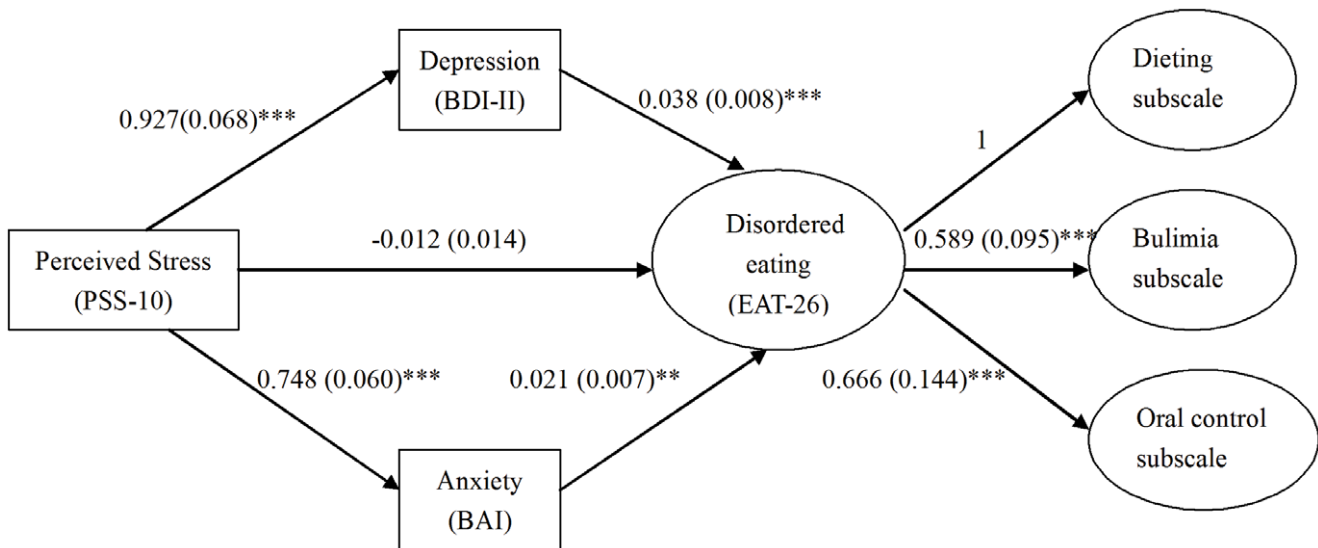 Depression
(BDI-II)
Dieting
subscale
0.927(0.068)***
0.038 (0.008)***
1
Perceived Stress
(PSS-10)
-0.012 (0.014)
Disordered
eating
(EAT-26)
0.589 (0.095)***
Bulimia
subscale
0.748 (0.060)***
0.021 (0.007)**
0.666 (0.144)***
Anxiety
(BAI)
Oral control
subscale